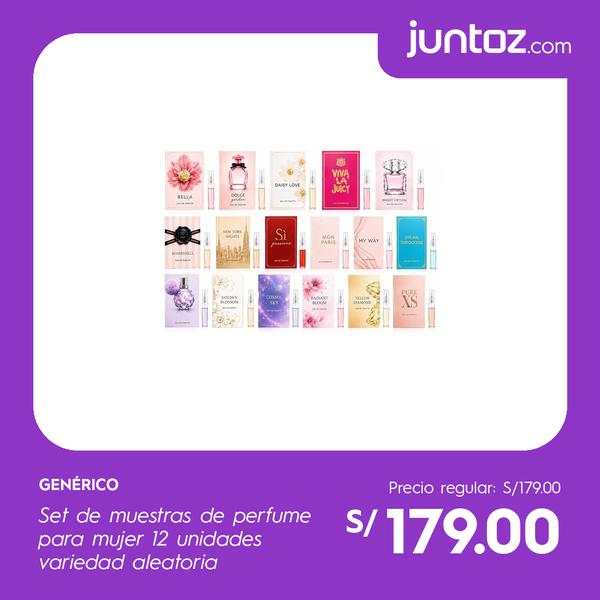 juntoz.com
BELLA
DOLCE
garden
DAISY LOVE
VIVA
LA
JUICY
BRIGHT CRYSTAL
BOMBSHELL
NEW YORK
NIGHTS
Sì
passione
MON
PARIS
MY WAY
DYLAN
TURQUOISE
GOLDEN
BLOSSOM
COSMIC
SKY
RADIANT
BLOOM
YELLOW
DIAMOND
PURE
XS
GENÉRICO
Set de muestras de perfume
para mujer 12 unidades
variedad aleatoria
Precio regular: S/179.00
S/ 179.00